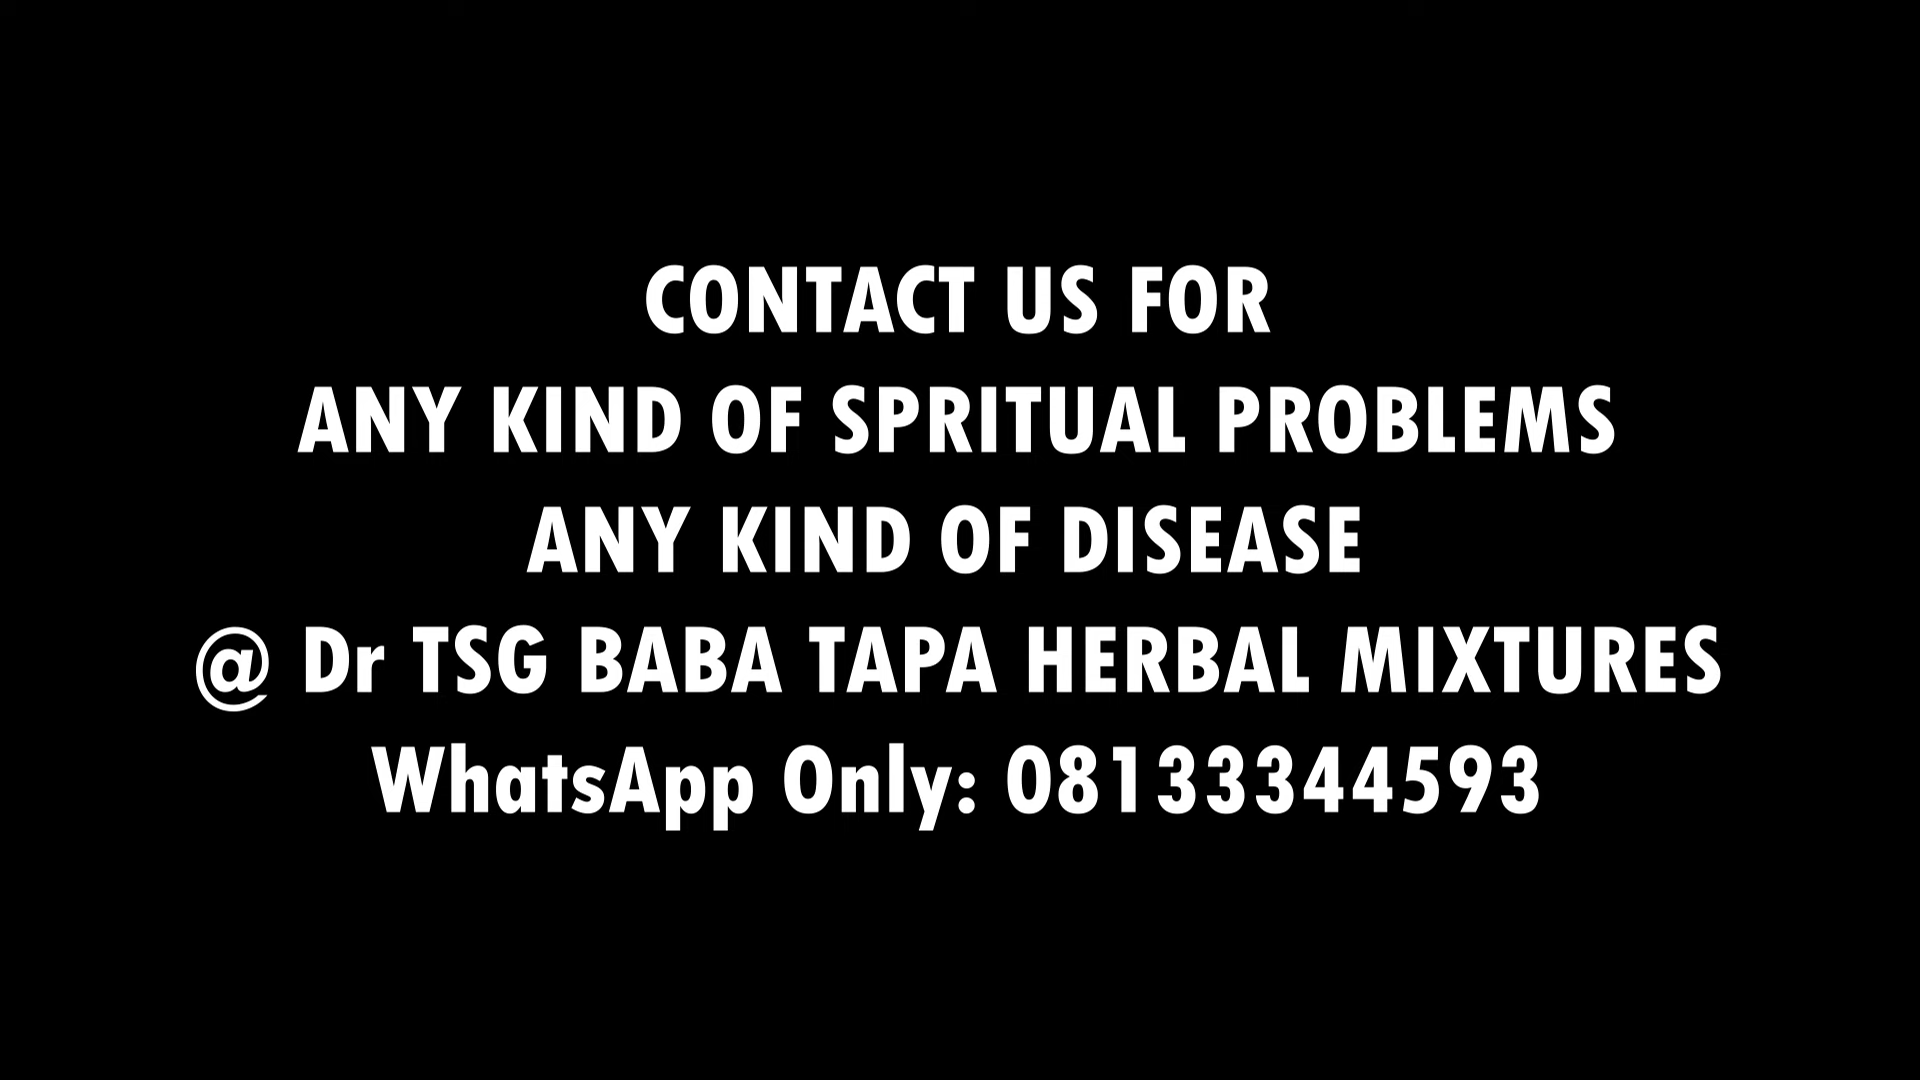 CONTACT US FOR
ANY KIND OF SPRITUAL PROBLEMS
ANY KIND OF DISEASE
@ Dr TSG BABA TAPA HERBAL MIXTURES
WhatsApp Only: 08133344593